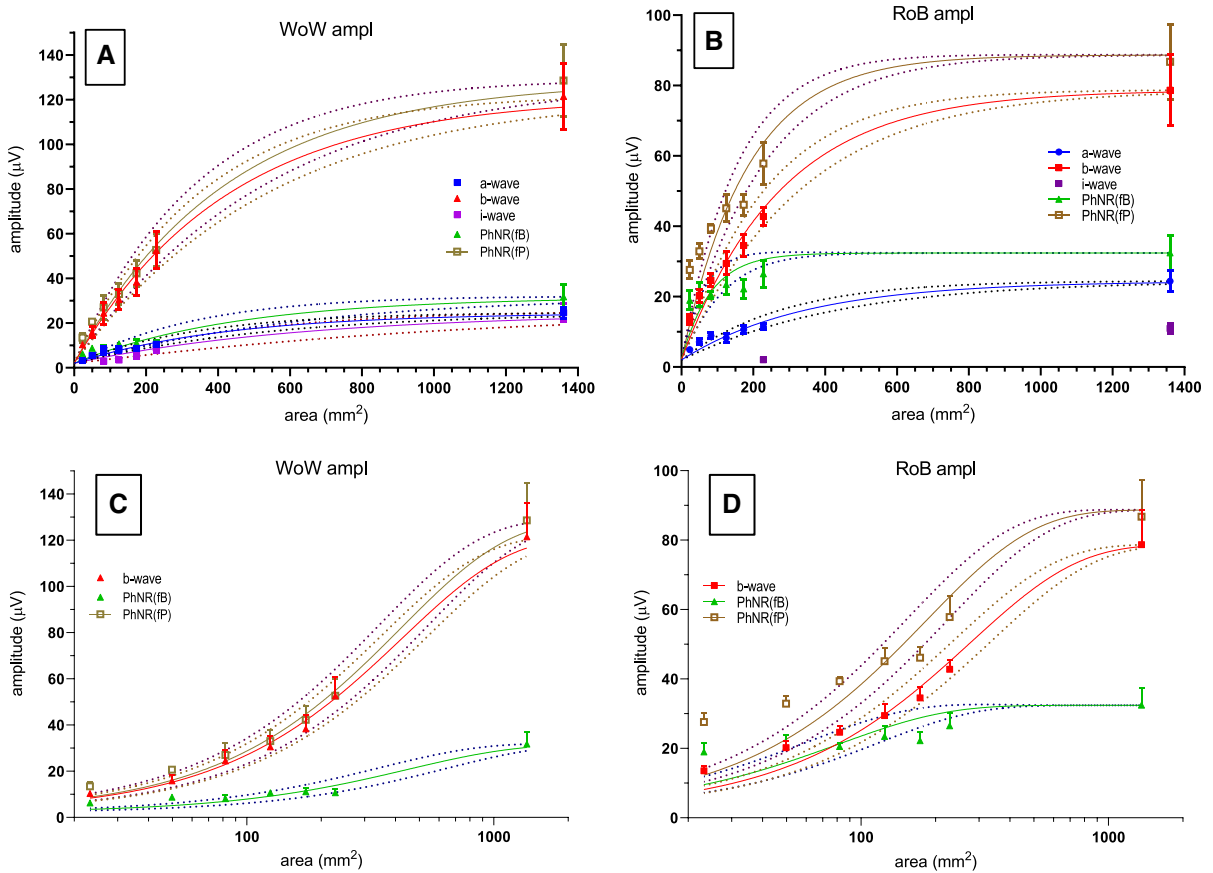 WoW ampl
A
140
120
100
80
60
40
20
0
amplitude (µV)
a-wave
b-wave
i-wave
PhNR(fB)
PhNR(fP)
0 200 400 600 800 1000 1200 1400
area (mm²)
RoB ampl
B
100
80
60
40
20
0
amplitude (µV)
a-wave
b-wave
i-wave
PhNR(fB)
PhNR(fP)
0 200 400 600 800 1000 1200 1400
area (mm²)
WoW ampl
C
140
120
100
80
60
40
20
0
amplitude (µV)
b-wave
PhNR(fB)
PhNR(fP)
100 1000
area (mm²)
RoB ampl
D
100
80
60
40
20
0
amplitude (µV)
b-wave
PhNR(fB)
PhNR(fP)
100 1000
area (mm²)